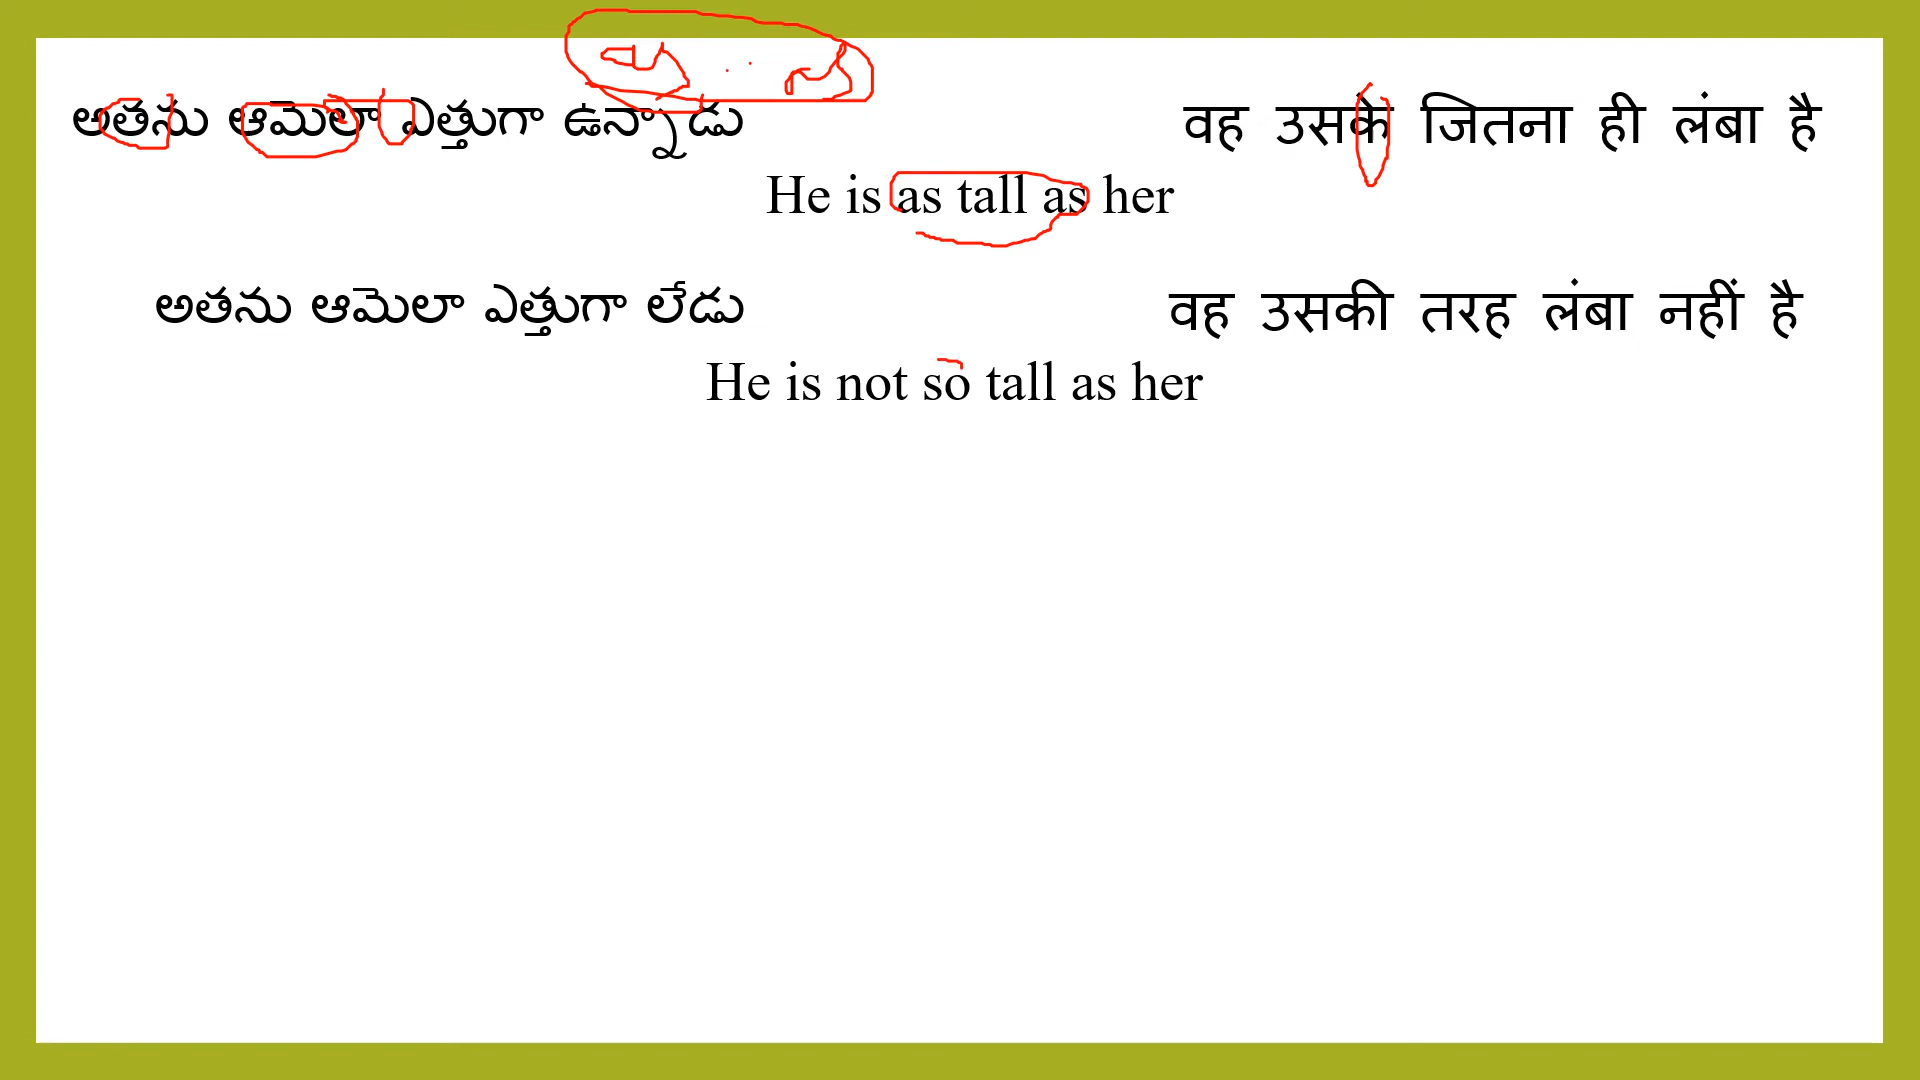 అతను ఆమెలా ఎత్తుగా ఉన్నాడు
वह उसके जितना ही लंबा है
He is as tall as her
అతను ఆమెలా ఎత్తుగా లేడు
वह उसकी तरह लंबा नहीं है
He is not so tall as her